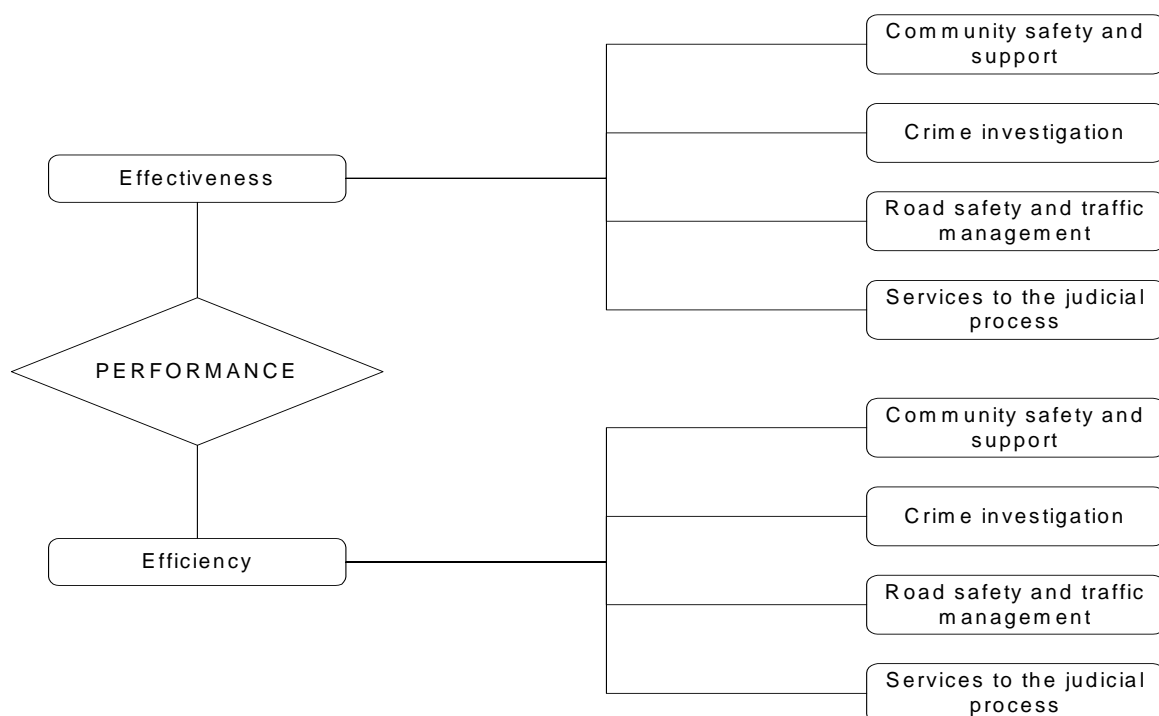 Community safety and
support
Crime investigation
Effectiveness
Road safety and traffic
management
Services to the judicial
process
PERFORMANCE
Community safety and
support
Crime investigation
Efficiency
Road safety and traffic
management
Services to the judicial
process